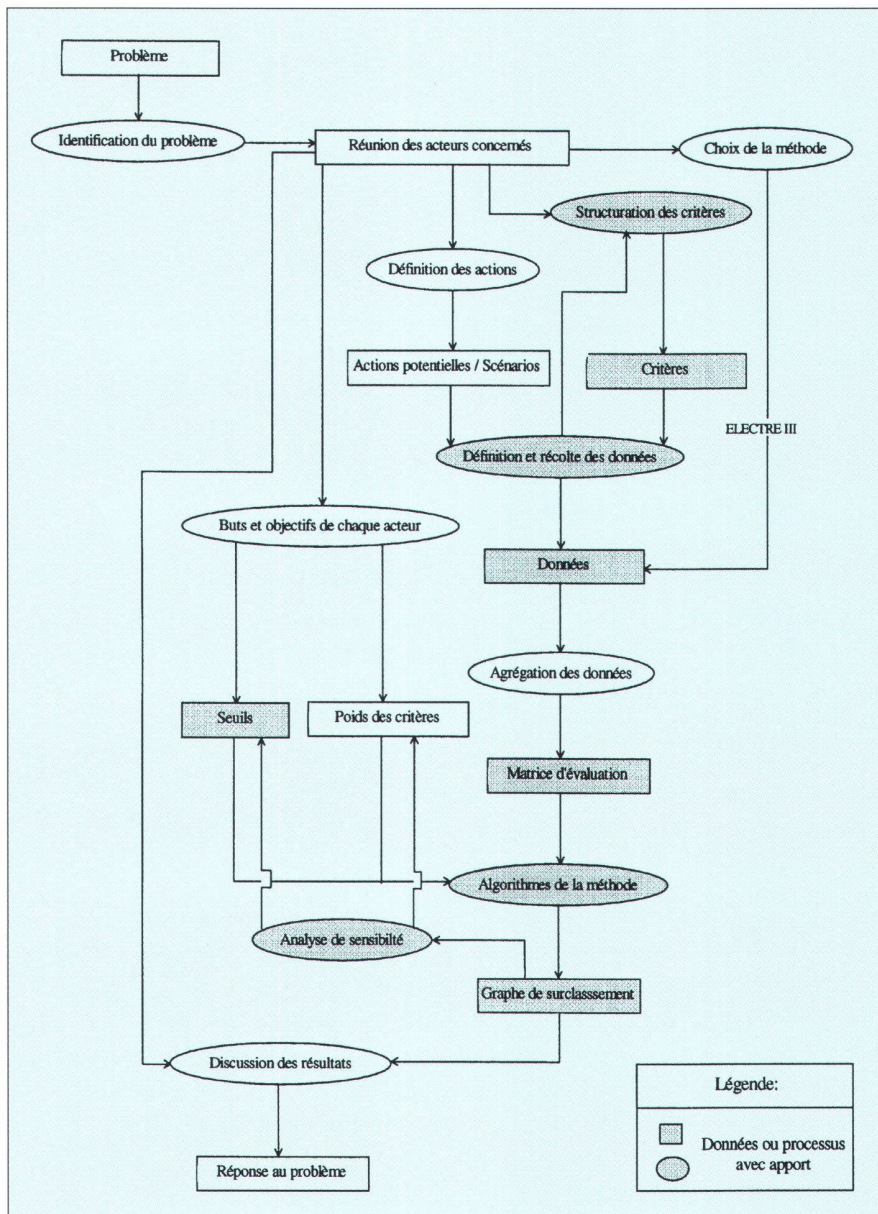 Problème
Identification du problème
Réunion des acteurs concernés
Choix de la méthode
Structuration des critères
Définition des actions
Actions potentielles / Scénarios
Critères
ELECTRE III
Définition et récolte des données
Buts et objectifs de chaque acteur
Données
Agrégation des données
Seuils
Poids des critères
Matrice d'évaluation
Algorithmes de la méthode
Analyse de sensibilté
Graphe de surclasssement
Discussion des résultats
Légende:
Données ou processus
avec apport
Réponse au problème